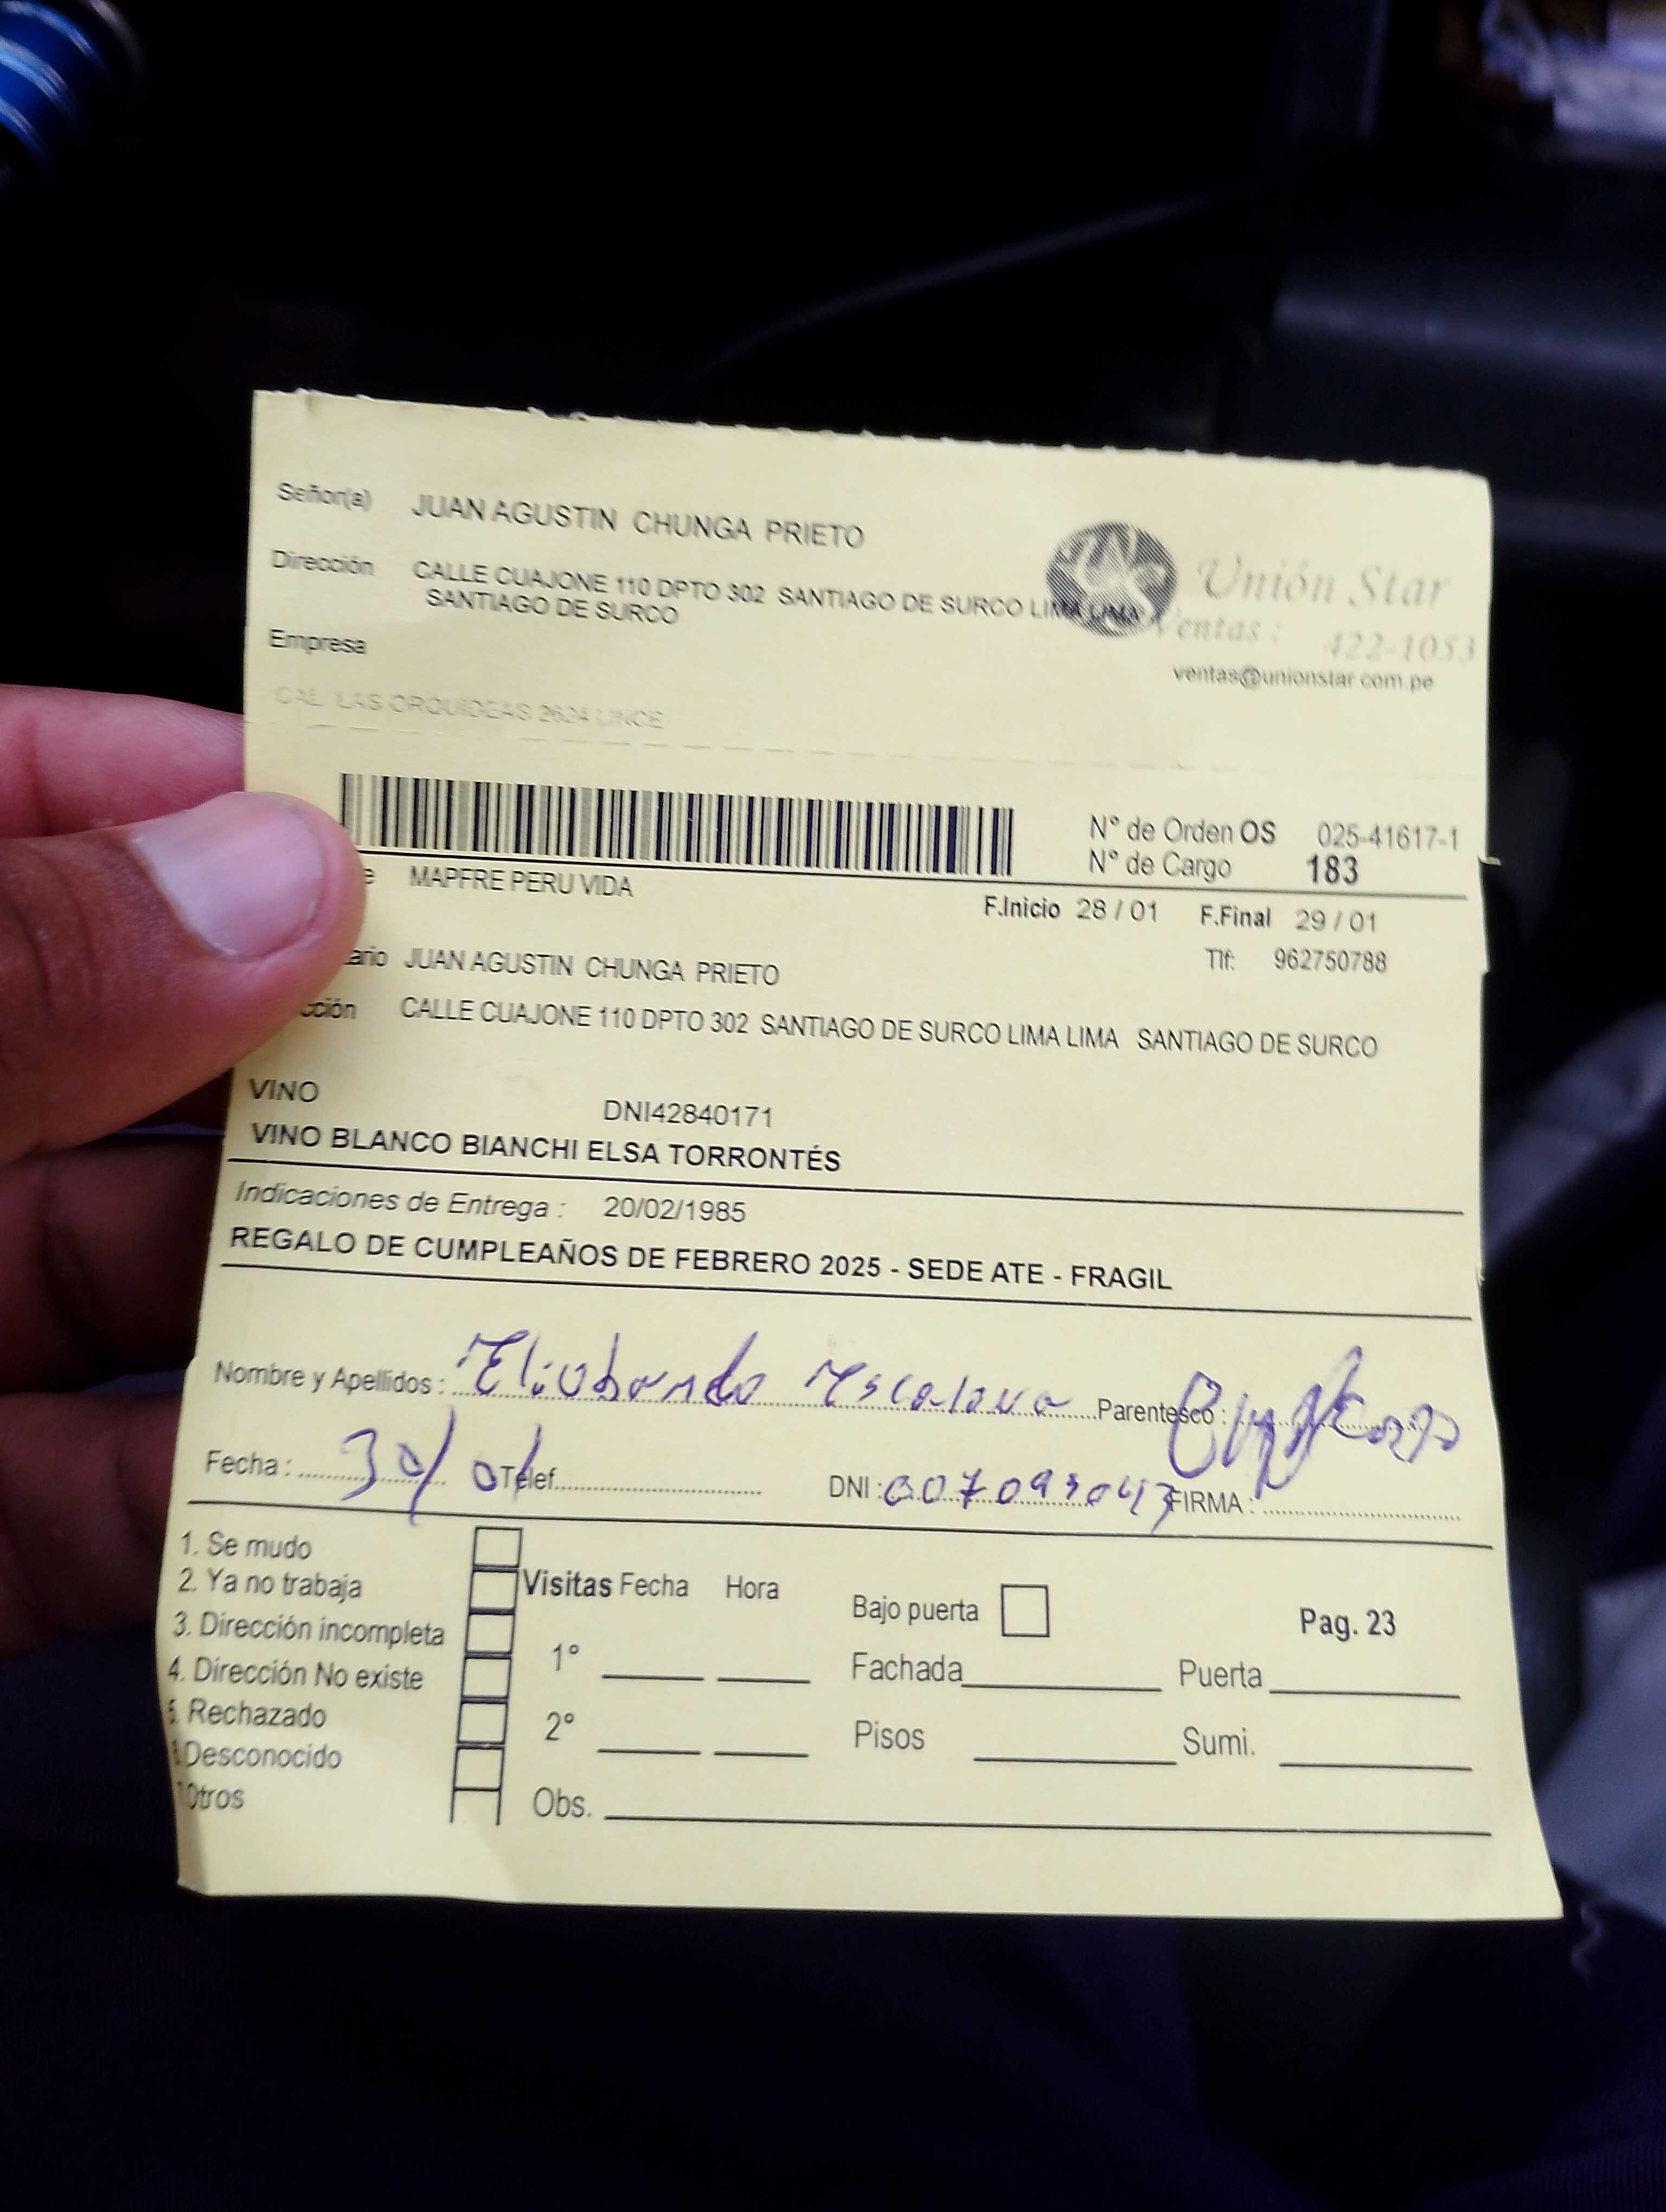 Señor(a) JUAN AGUSTIN CHUNGA PRIETO
Dirección CALLE CUAJONE 110 DPTO 302 SANTIAGO DE SURCO LIMA LIMA
SANTIAGO DE SURCO
Unión Star
Ventas : 422-1053
ventas@unionstar.com.pe
Empresa
CAL. LAS ORQUIDEAS 2624 LINCE
N° de Orden OS 025-41617-1
N° de Cargo 183
e MAPFRE PERU VIDA
F.Inicio 28 / 01 F.Final 29 / 01
ario JUAN AGUSTIN CHUNGA PRIETO Tlf: 962750788
cción CALLE CUAJONE 110 DPTO 302 SANTIAGO DE SURCO LIMA LIMA SANTIAGO DE SURCO
VINO DNI42840171
VINO BLANCO BIANCHI ELSA TORRONTÉS
Indicaciones de Entrega : 20/02/1985
REGALO DE CUMPLEAÑOS DE FEBRERO 2025 - SEDE ATE - FRAGIL
Nombre y Apellidos : Parentesco :
Fecha : 30/01 Telef. DNI : FIRMA :
1. Se mudo
2. Ya no trabaja
3. Dirección incompleta
4. Dirección No existe
5. Rechazado
Desconocido
Otros
Visitas Fecha Hora
1°
2°
Obs.
Bajo puerta
Pag. 23
Fachada Puerta
Pisos Sumi.